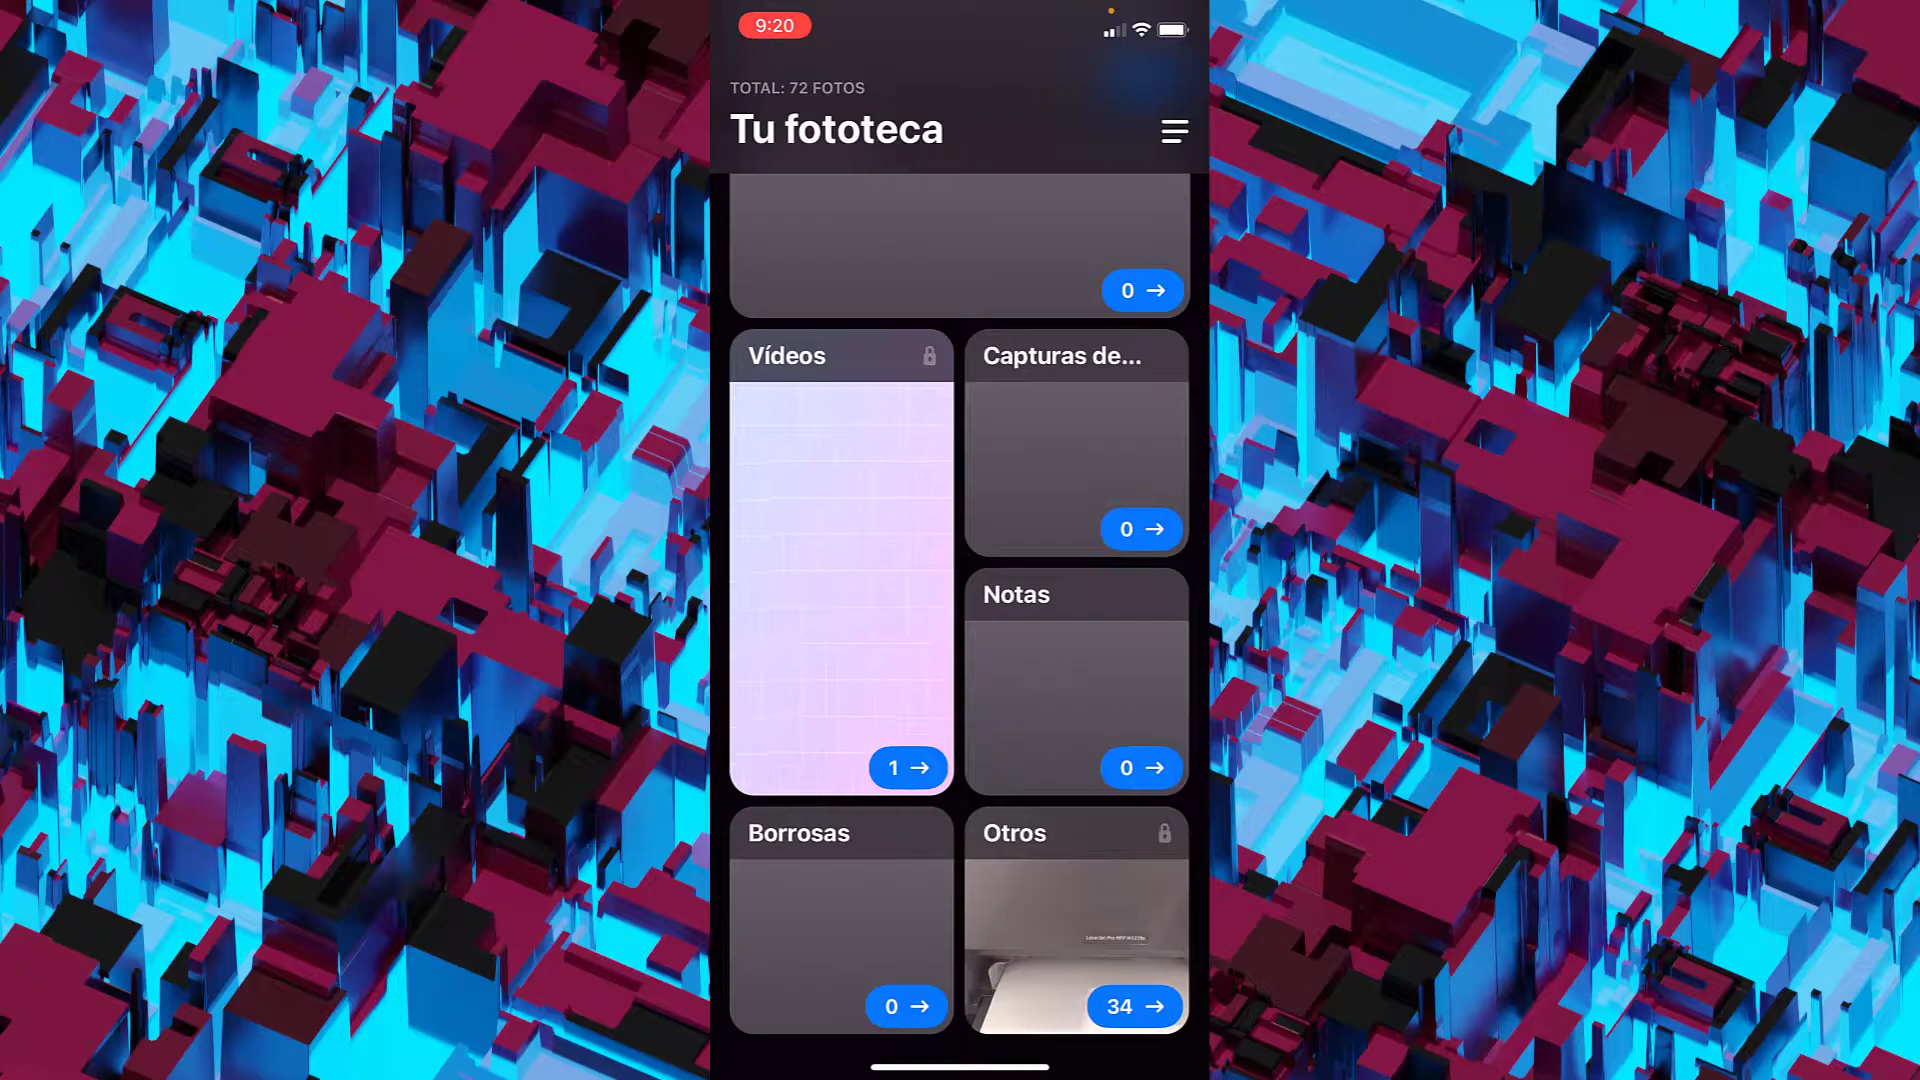 9:20
TOTAL: 72 FOTOS
Tu fototeca
0 →
Vídeos
Capturas de...
0 →
Notas
0 →
1 →
Borrosas
Otros
0 →
34 →